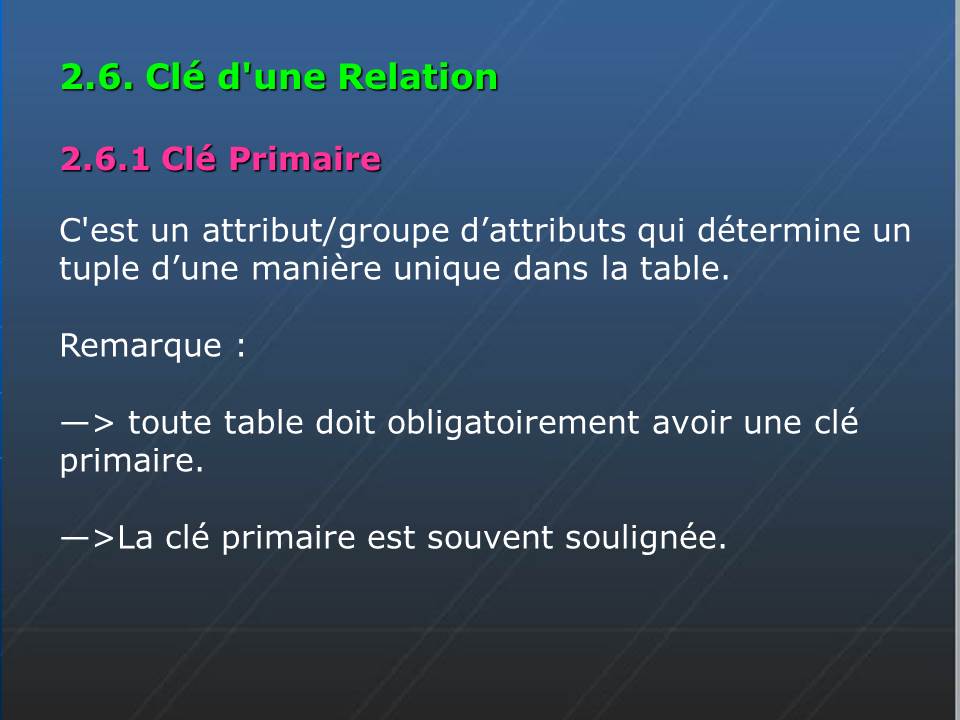 2.6. Clé d'une Relation
2.6.1 Clé Primaire
C'est un attribut/groupe d’attributs qui détermine un
tuple d’une manière unique dans la table.
Remarque :
—> toute table doit obligatoirement avoir une clé
primaire.
—>La clé primaire est souvent soulignée.